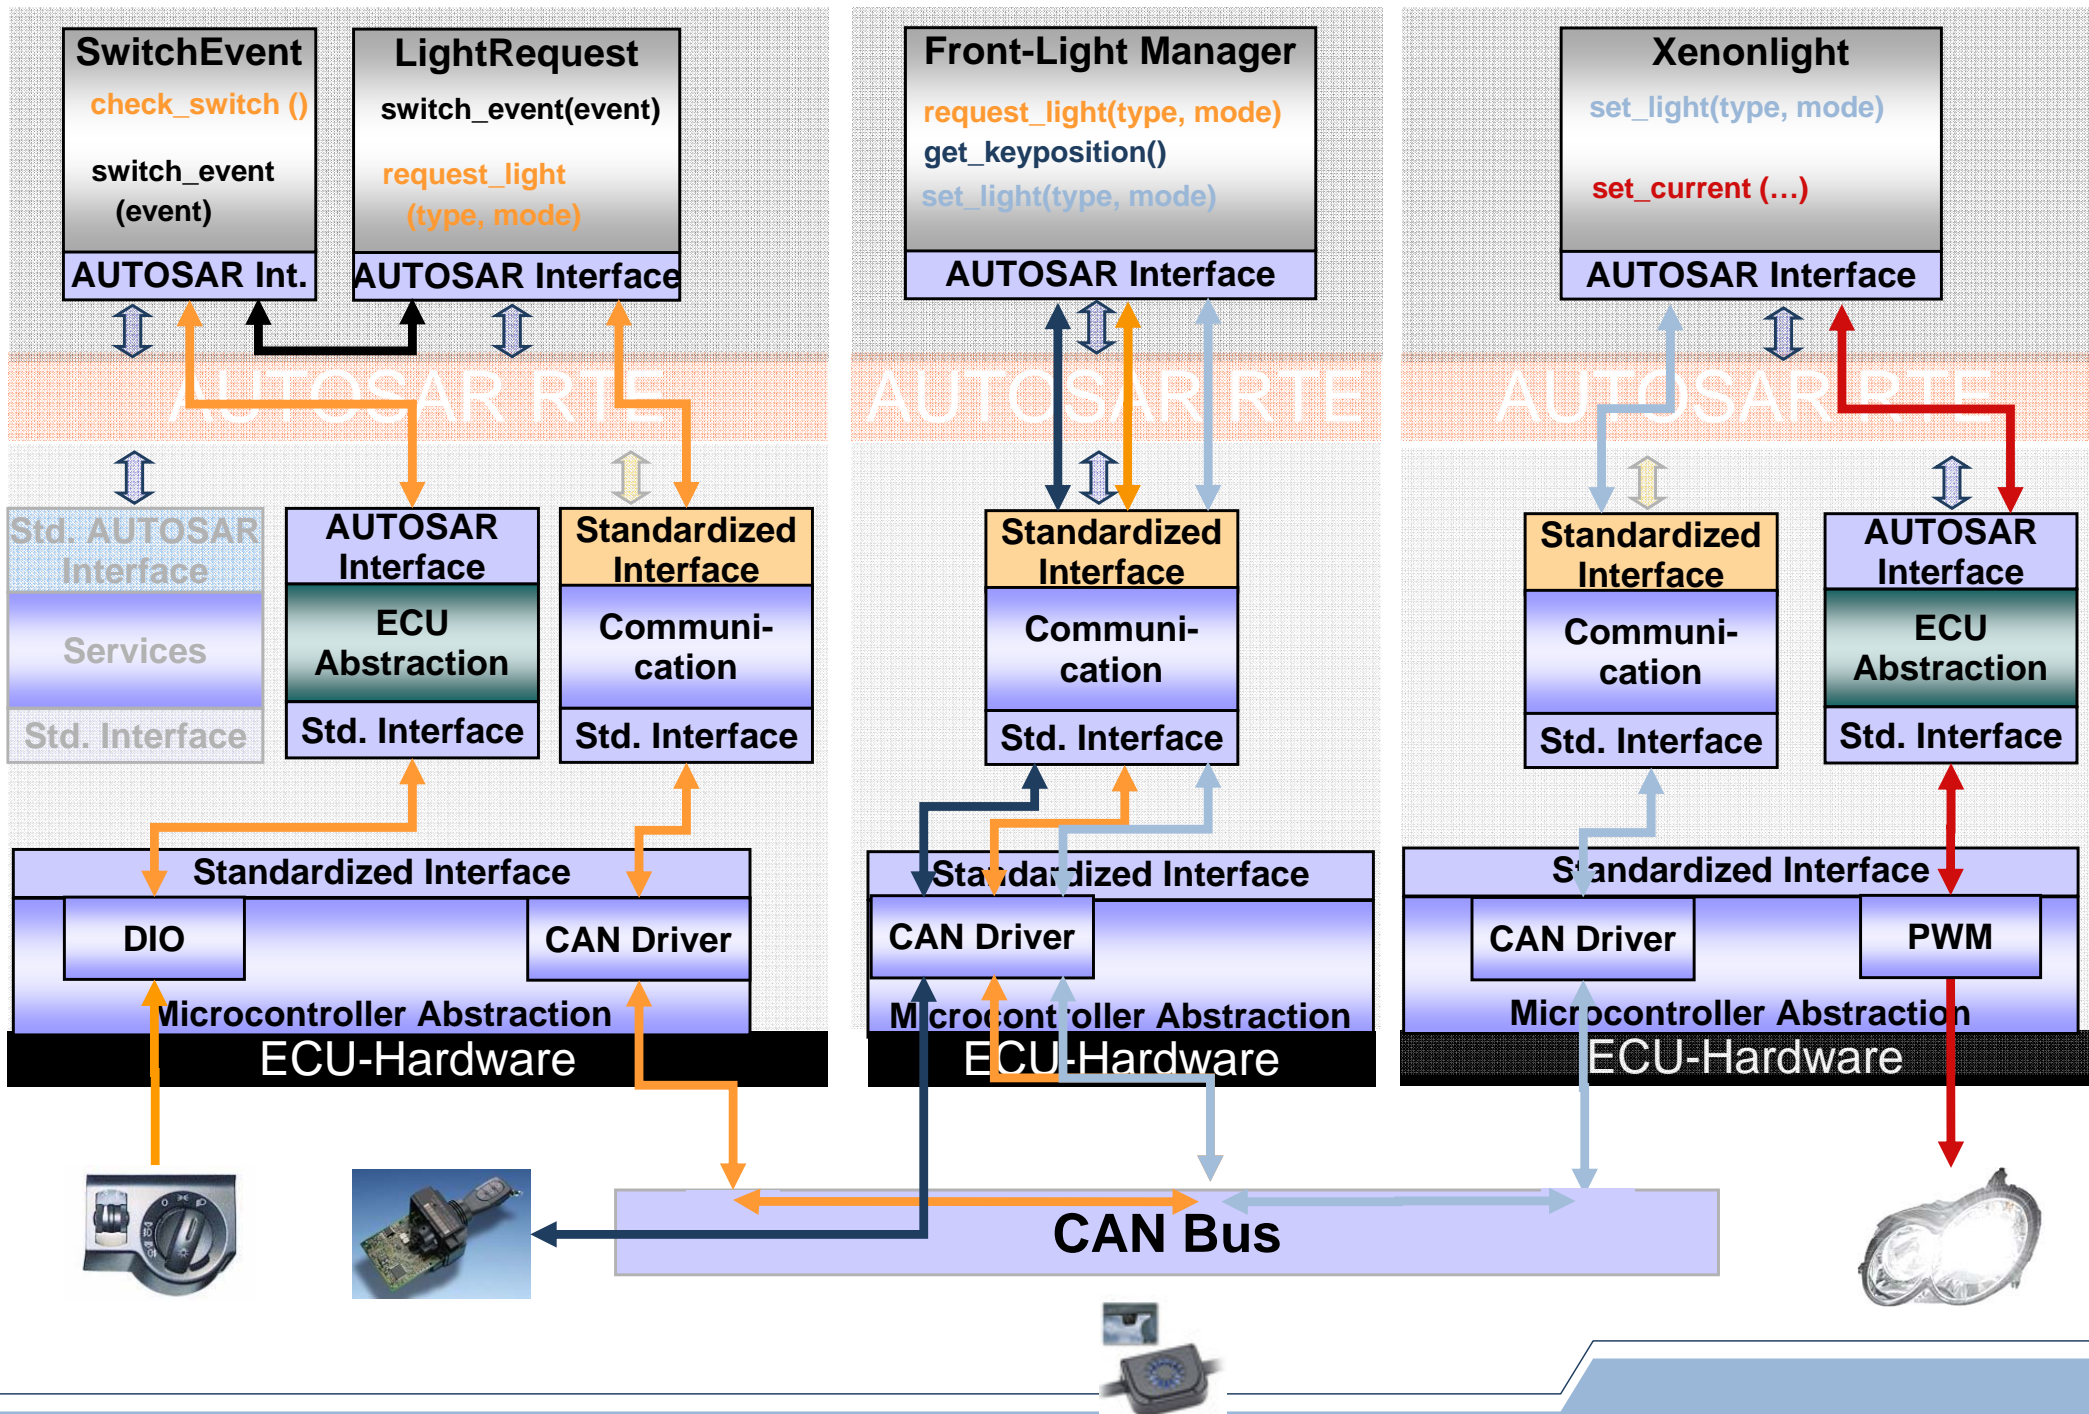 SwitchEvent
check_switch ()
switch_event
(event)
AUTOSAR Int.
LightRequest
switch_event(event)
request_light
(type, mode)
AUTOSAR Interface
Front-Light Manager
request_light(type, mode)
get_keyposition()
set_light(type, mode)
AUTOSAR Interface
Xenonlight
set_light(type, mode)
set_current (…)
AUTOSAR Interface
AUTOSAR RTE
AUTOSAR RTE
AUTOSAR RTE
Std. AUTOSAR
Interface
Services
Std. Interface
AUTOSAR
Interface
ECU
Abstraction
Std. Interface
Standardized
Interface
Communi-
cation
Std. Interface
Standardized
Interface
Communi-
cation
Std. Interface
Standardized
Interface
Communi-
cation
Std. Interface
AUTOSAR
Interface
ECU
Abstraction
Std. Interface
Standardized Interface
DIO
CAN Driver
Microcontroller Abstraction
ECU-Hardware
Standardized Interface
CAN Driver
Microcontroller Abstraction
ECU-Hardware
Standardized Interface
CAN Driver
PWM
Microcontroller Abstraction
ECU-Hardware
CAN Bus